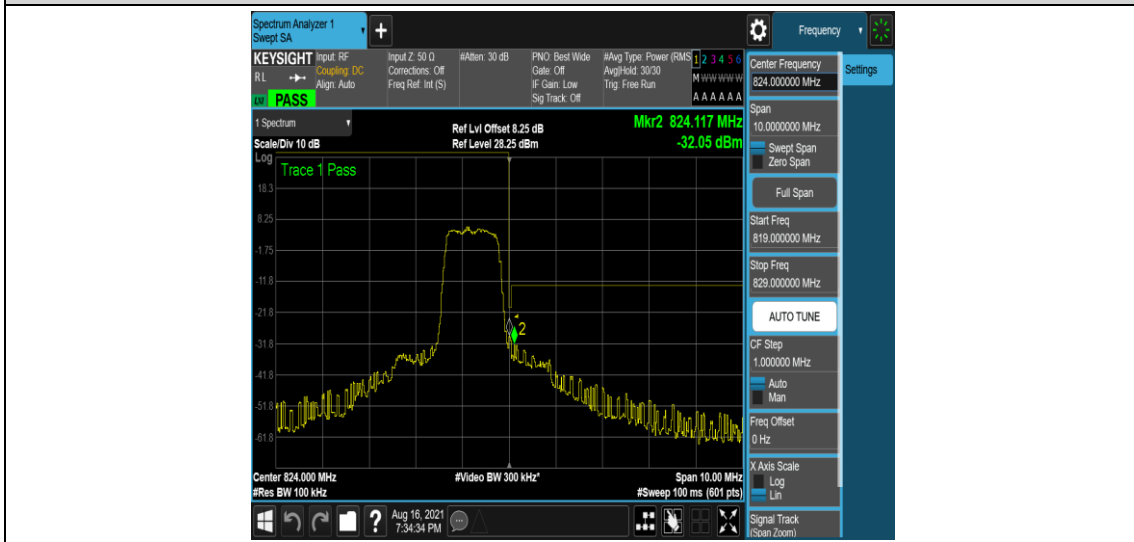 Spectrum Analyzer 1
Swept SA
+
Frequency
KEYSIGHT
Input: RF
Coupling: DC
Align: Auto
Input Z: 50 Ω
Corrections: Off
Freq Ref: Int (S)
#Atten: 30 dB
PNO: Best Wide
Gate: Off
IF Gain: Low
Sig Track: Off
#Avg Type: Power (RMS
Avg|Hold: 30/30
Trig: Free Run
1 2 3 4 5 6
M W W W W W
A A A A A A
R L
LXI
PASS
1 Spectrum
Scale/Div 10 dB
Ref Lvl Offset 8.25 dB
Ref Level 28.25 dBm
Mkr2 824.117 MHz
-32.05 dBm
Log
Trace 1 Pass
18.3
8.25
-1.75
-11.8
-21.8
-31.8
-41.8
-51.8
-61.8
2
Center 824.000 MHz
#Res BW 100 kHz
#Video BW 300 kHz*
Span 10.00 MHz
#Sweep 100 ms (601 pts)
Aug 16, 2021
7:34:34 PM
?
Center Frequency
824.000000 MHz
Settings
Span
10.0000000 MHz
Swept Span
Zero Span
Full Span
Start Freq
819.000000 MHz
Stop Freq
829.000000 MHz
AUTO TUNE
CF Step
1.000000 MHz
Auto
Man
Freq Offset
0 Hz
X Axis Scale
Log
Lin
Signal Track
(Span Zoom)